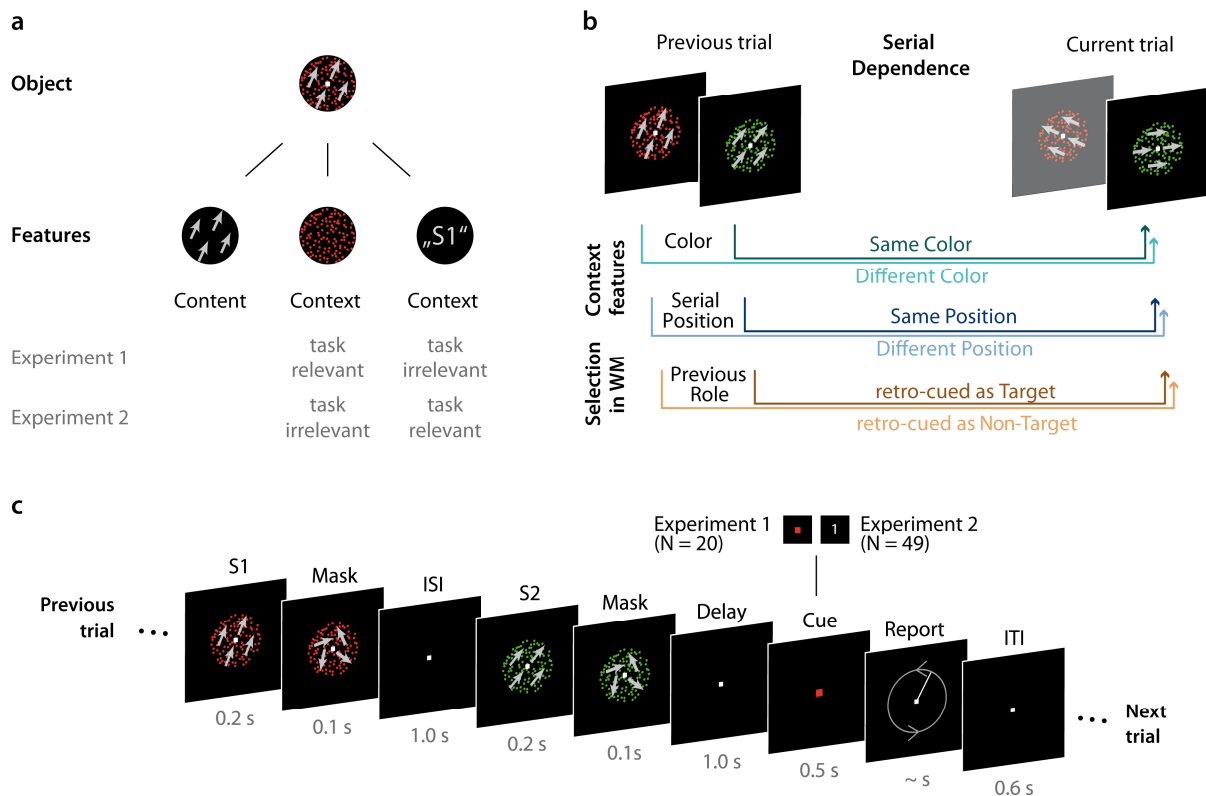 a
Object
Features
„S1“
Content
Context
Context
Experiment 1
task
relevant
task
irrelevant
Experiment 2
task
irrelevant
task
relevant
b
Previous trial
Serial
Dependence
Current trial
Context
features
Color
Same Color
Different Color
Serial
Position
Same Position
Different Position
Selection
in WM
Previous
Role
retro-cued as Target
retro-cued as Non-Target
c
Experiment 1
(N = 20)
1
Experiment 2
(N = 49)
Previous
trial
S1
Mask
ISI
S2
Mask
Delay
Cue
Report
ITI
0.2 s
0.1 s
1.0 s
0.2 s
0.1s
1.0 s
0.5 s
~ s
0.6 s
Next
trial